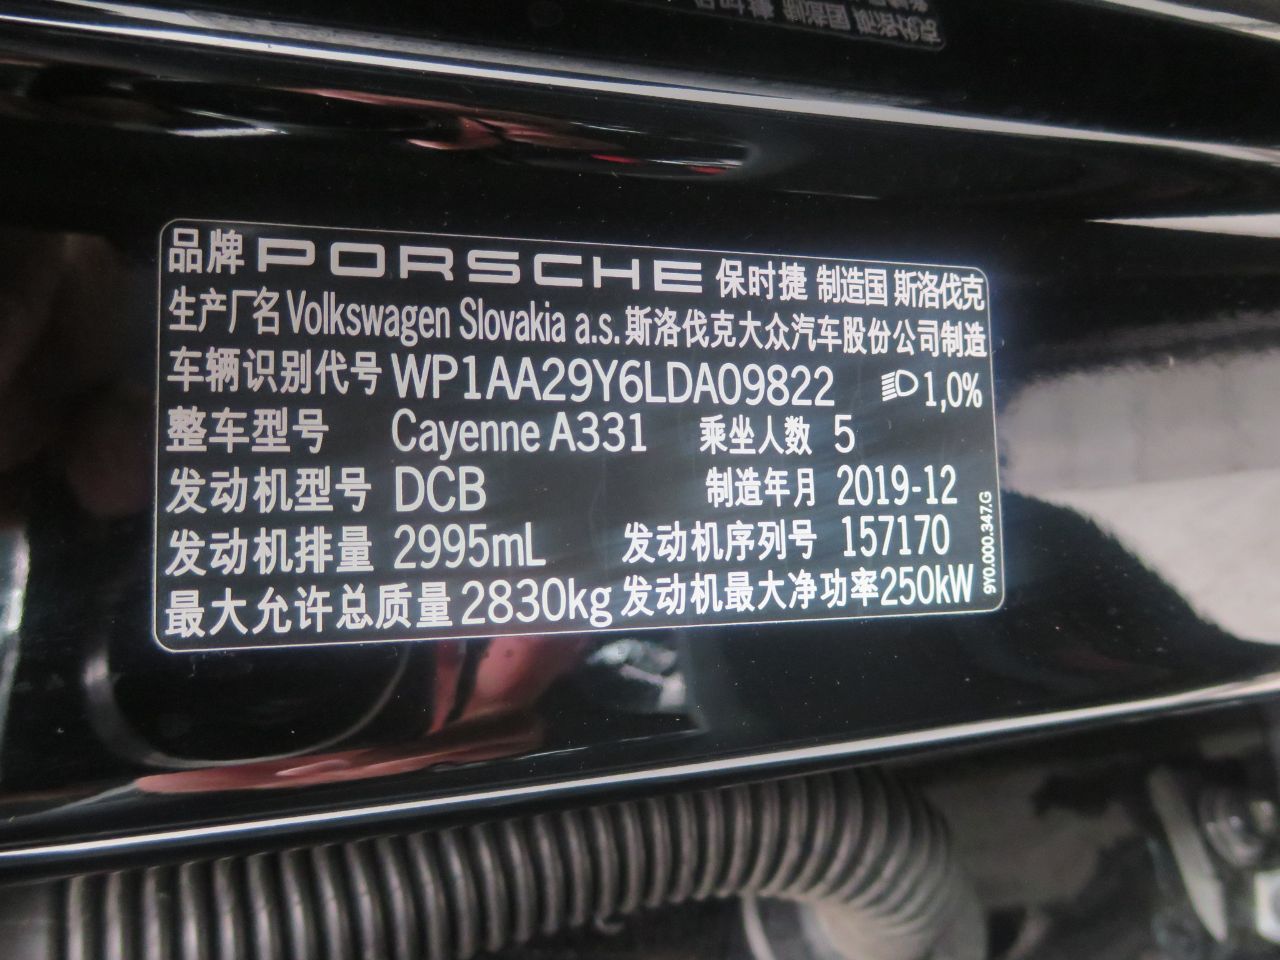 品牌 PORSCHE 保时捷 制造国 斯洛伐克
生产厂名 Volkswagen Slovakia a.s. 斯洛伐克大众汽车股份公司制造
车辆识别代号 WP1AA29Y6LDA09822 1,0%
整车型号 Cayenne A331 乘坐人数 5
发动机型号 DCB 制造年月 2019-12
发动机排量 2995mL 发动机序列号 157170
最大允许总质量 2830kg 发动机最大净功率 250kW
9Y0.000.347.G